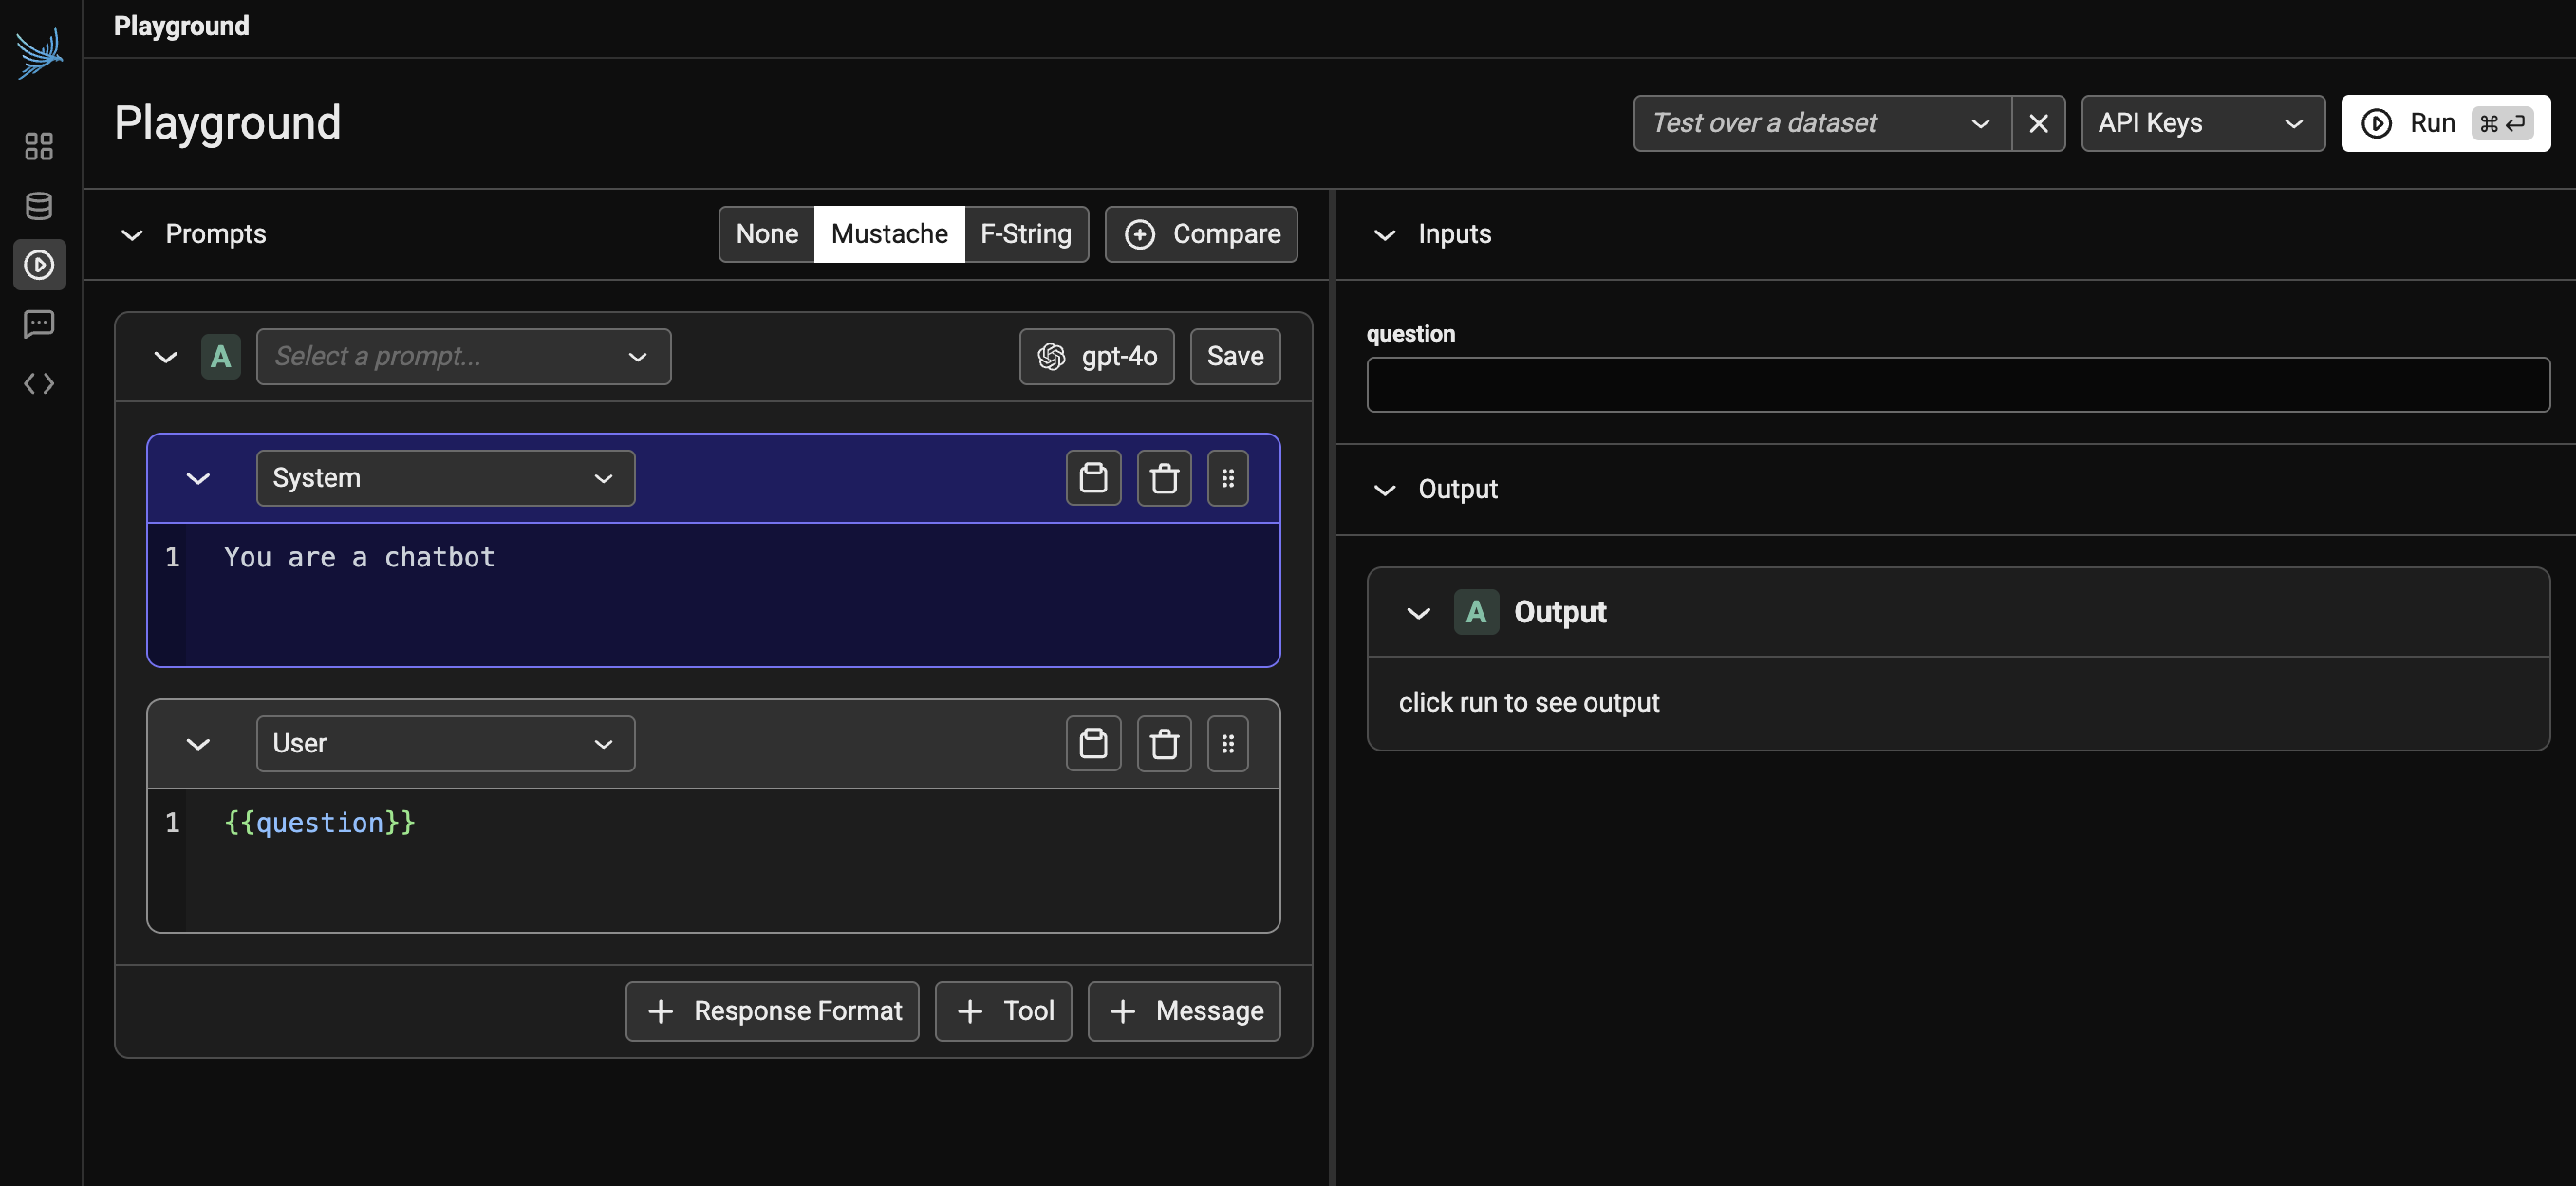 Playground
Playground
Test over a dataset
API Keys
Run ⌘ ↩
Prompts
None Mustache F-String
Compare
A
Select a prompt...
gpt-4o
Save
System
1 You are a chatbot
User
1 {{question}}
+ Response Format
+ Tool
+ Message
Inputs
question
Output
A Output
click run to see output